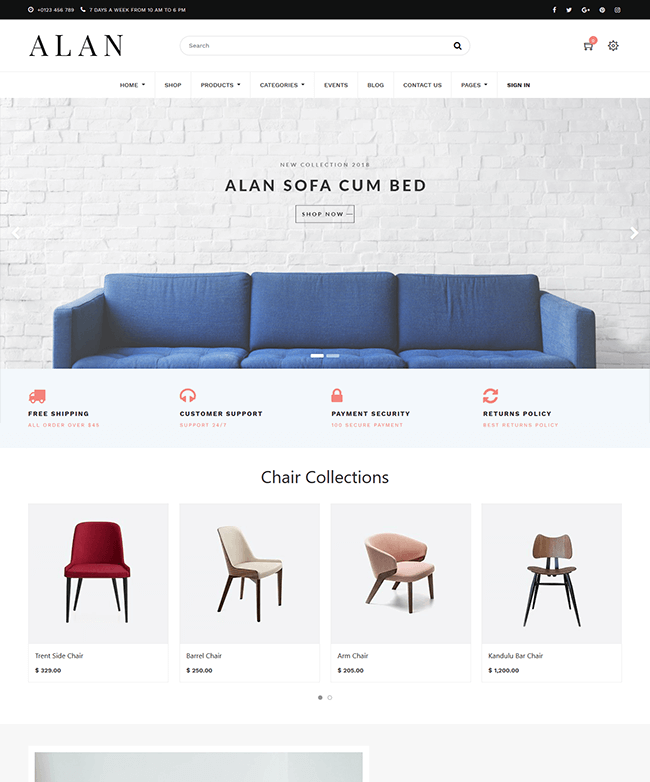 +0123 456 789 7 DAYS A WEEK FROM 10 AM TO 6 PM
ALAN
Search
0
HOME SHOP PRODUCTS CATEGORIES EVENTS BLOG CONTACT US PAGES SIGN IN
NEW COLLECTION 2018
ALAN SOFA CUM BED
SHOP NOW —
FREE SHIPPING
ALL ORDER OVER $45
CUSTOMER SUPPORT
SUPPORT 24/7
PAYMENT SECURITY
100 SECURE PAYMENT
RETURNS POLICY
BEST RETURNS POLICY
Chair Collections
Trent Side Chair
$ 329.00
Barrel Chair
$ 250.00
Arm Chair
$ 205.00
Kandulu Bar Chair
$ 1,200.00